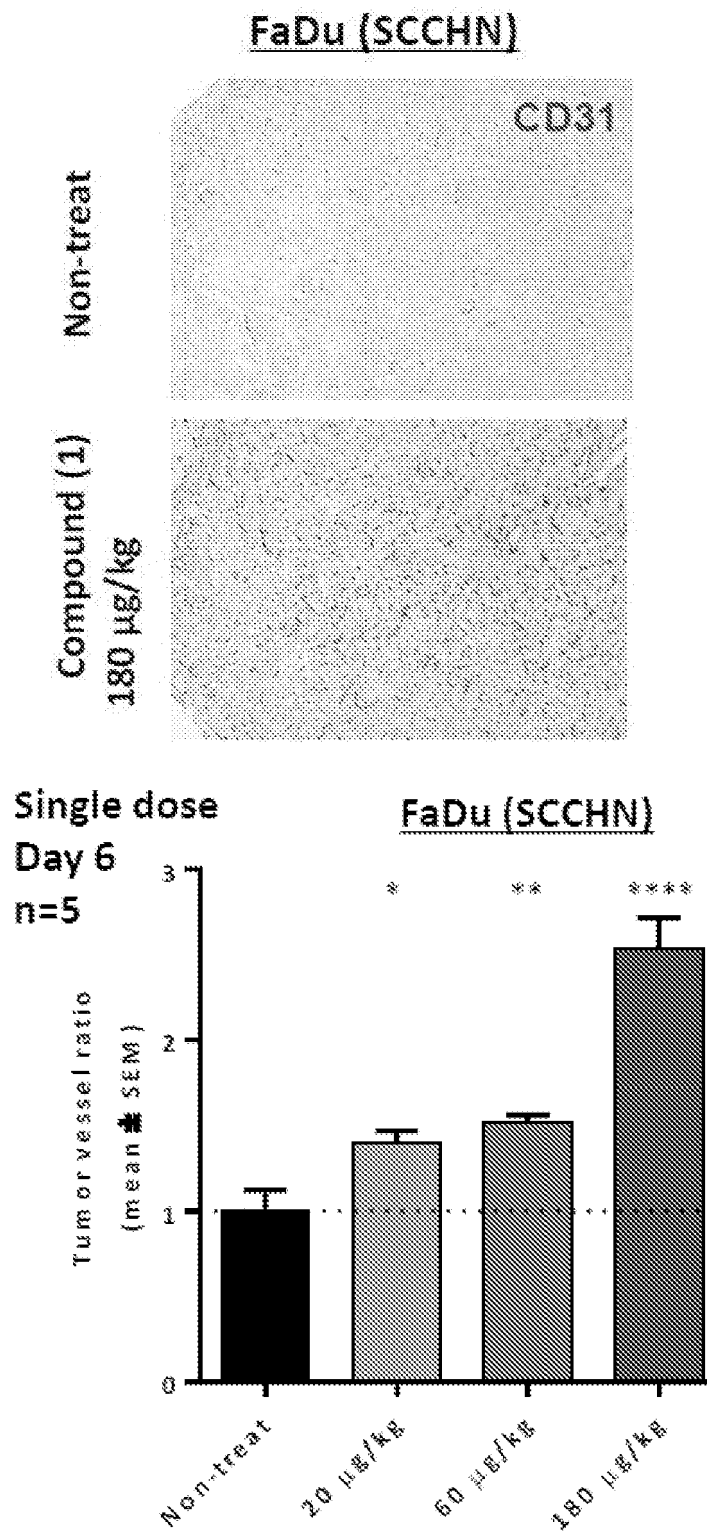 FaDu (SCCHN)
CD31
Non-treat
Compound (1)
180 µg/kg
Single dose
Day 6
n=5
FaDu (SCCHN)
Tumor vessel ratio
(mean ± SEM)
3
2
1
0
*
**
****
Non-treat
20 µg/kg
60 µg/kg
180 µg/kg